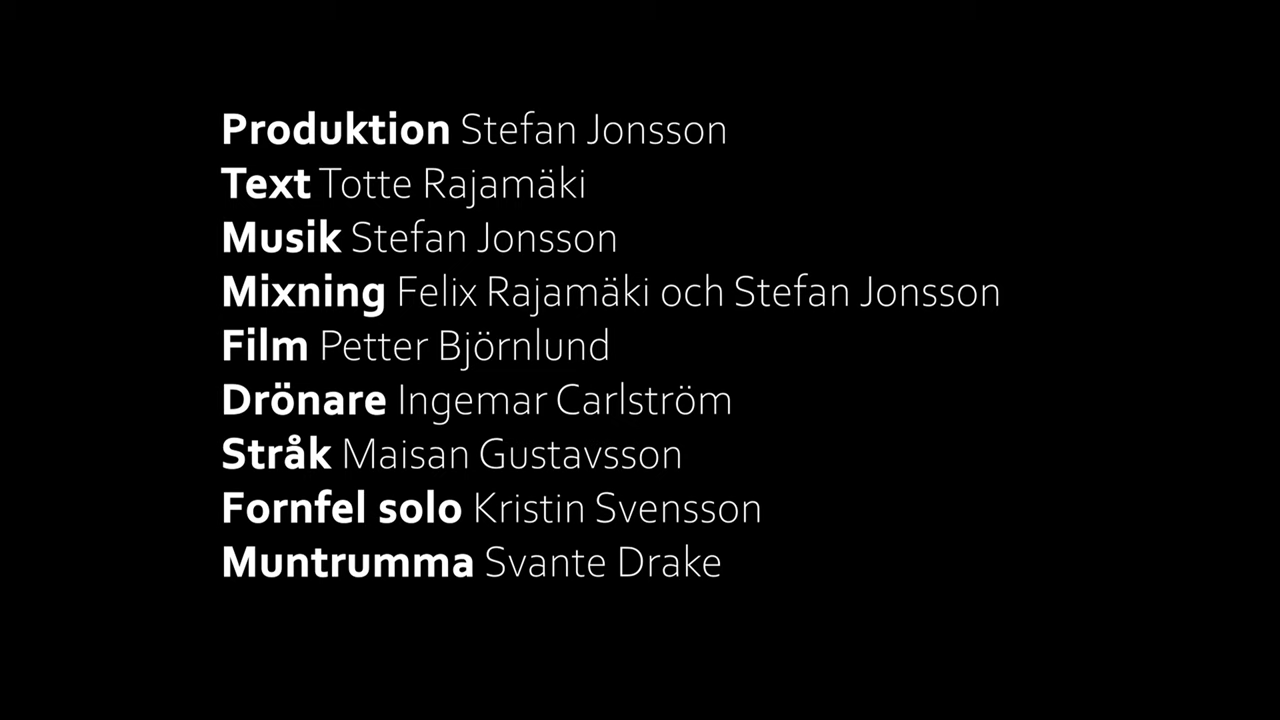 Produktion Stefan Jonsson
Text Totte Rajamäki
Musik Stefan Jonsson
Mixning Felix Rajamäki och Stefan Jonsson
Film Petter Björnlund
Drönare Ingemar Carlström
Stråk Maisan Gustavsson
Fornfel solo Kristin Svensson
Muntrumma Svante Drake